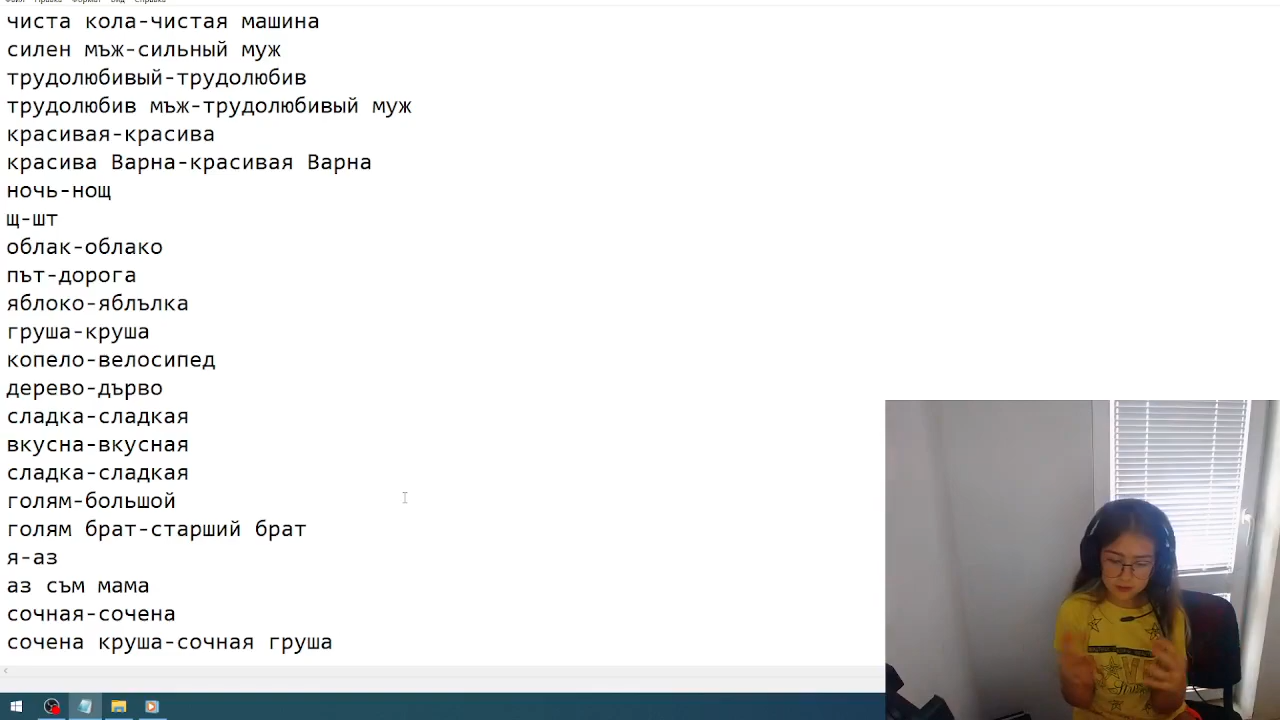 чиста кола-чистая машина
силен мъж-сильный муж
трудолюбивый-трудолюбив
трудолюбив мъж-трудолюбивый муж
красивая-красива
красива Варна-красивая Варна
ночь-нощ
щ-шт
облак-облако
път-дорога
яблоко-яблълка
груша-круша
копело-велосипед
дерево-дърво
сладка-сладкая
вкусна-вкусная
сладка-сладкая
голям-большой
голям брат-старший брат
я-аз
аз съм мама
сочная-сочена
сочена круша-сочная груша